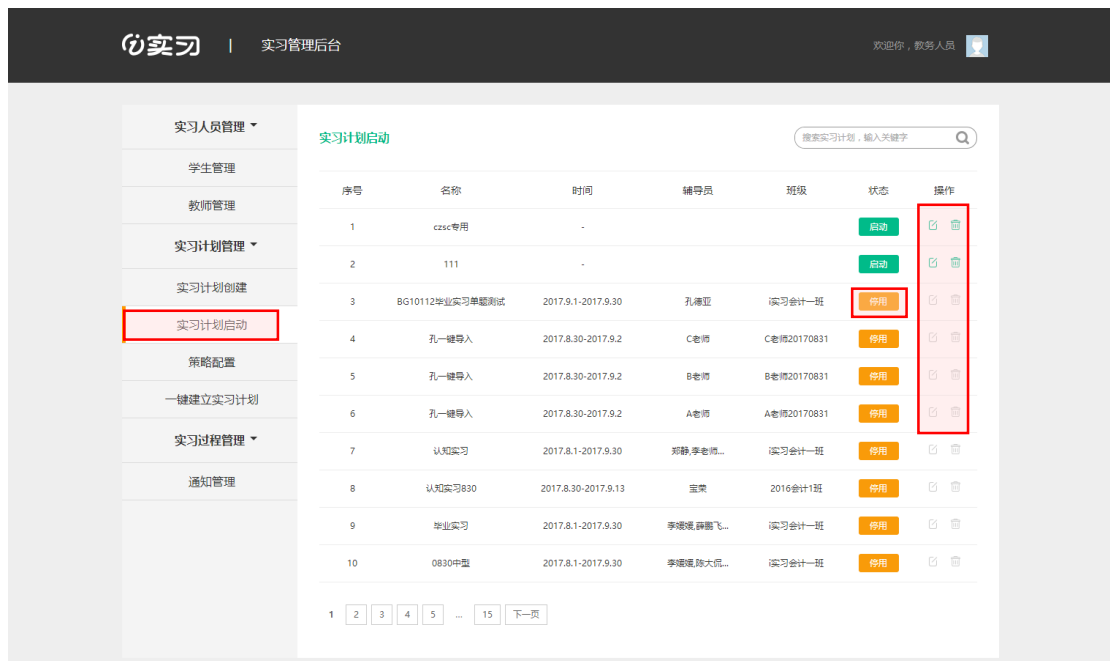 i实习 | 实习管理后台 欢迎你，教务人员
实习人员管理
学生管理
教师管理
实习计划管理
实习计划创建
实习计划启动
策略配置
一键建立实习计划
实习过程管理
通知管理
实习计划启动 搜索实习计划，输入关键字
序号 名称 时间 辅导员 班级 状态 操作
1 czsc专用 - 启动
2 111 - 启动
3 BG10112毕业实习单题测试 2017.9.1-2017.9.30 孔德亚 i实习会计一班 停用
4 孔一键导入 2017.8.30-2017.9.2 C老师 C老师20170831 停用
5 孔一键导入 2017.8.30-2017.9.2 B老师 B老师20170831 停用
6 孔一键导入 2017.8.30-2017.9.2 A老师 A老师20170831 停用
7 认知实习 2017.8.1-2017.9.30 郑静,李老师... i实习会计一班 停用
8 认知实习830 2017.8.30-2017.9.13 宝荣 2016会计1班 停用
9 毕业实习 2017.8.1-2017.9.30 李媛媛,薛鹏飞... i实习会计一班 停用
10 0830中型 2017.8.1-2017.9.30 李媛媛,陈大侃... i实习会计一班 停用
1 2 3 4 5 ... 15 下一页